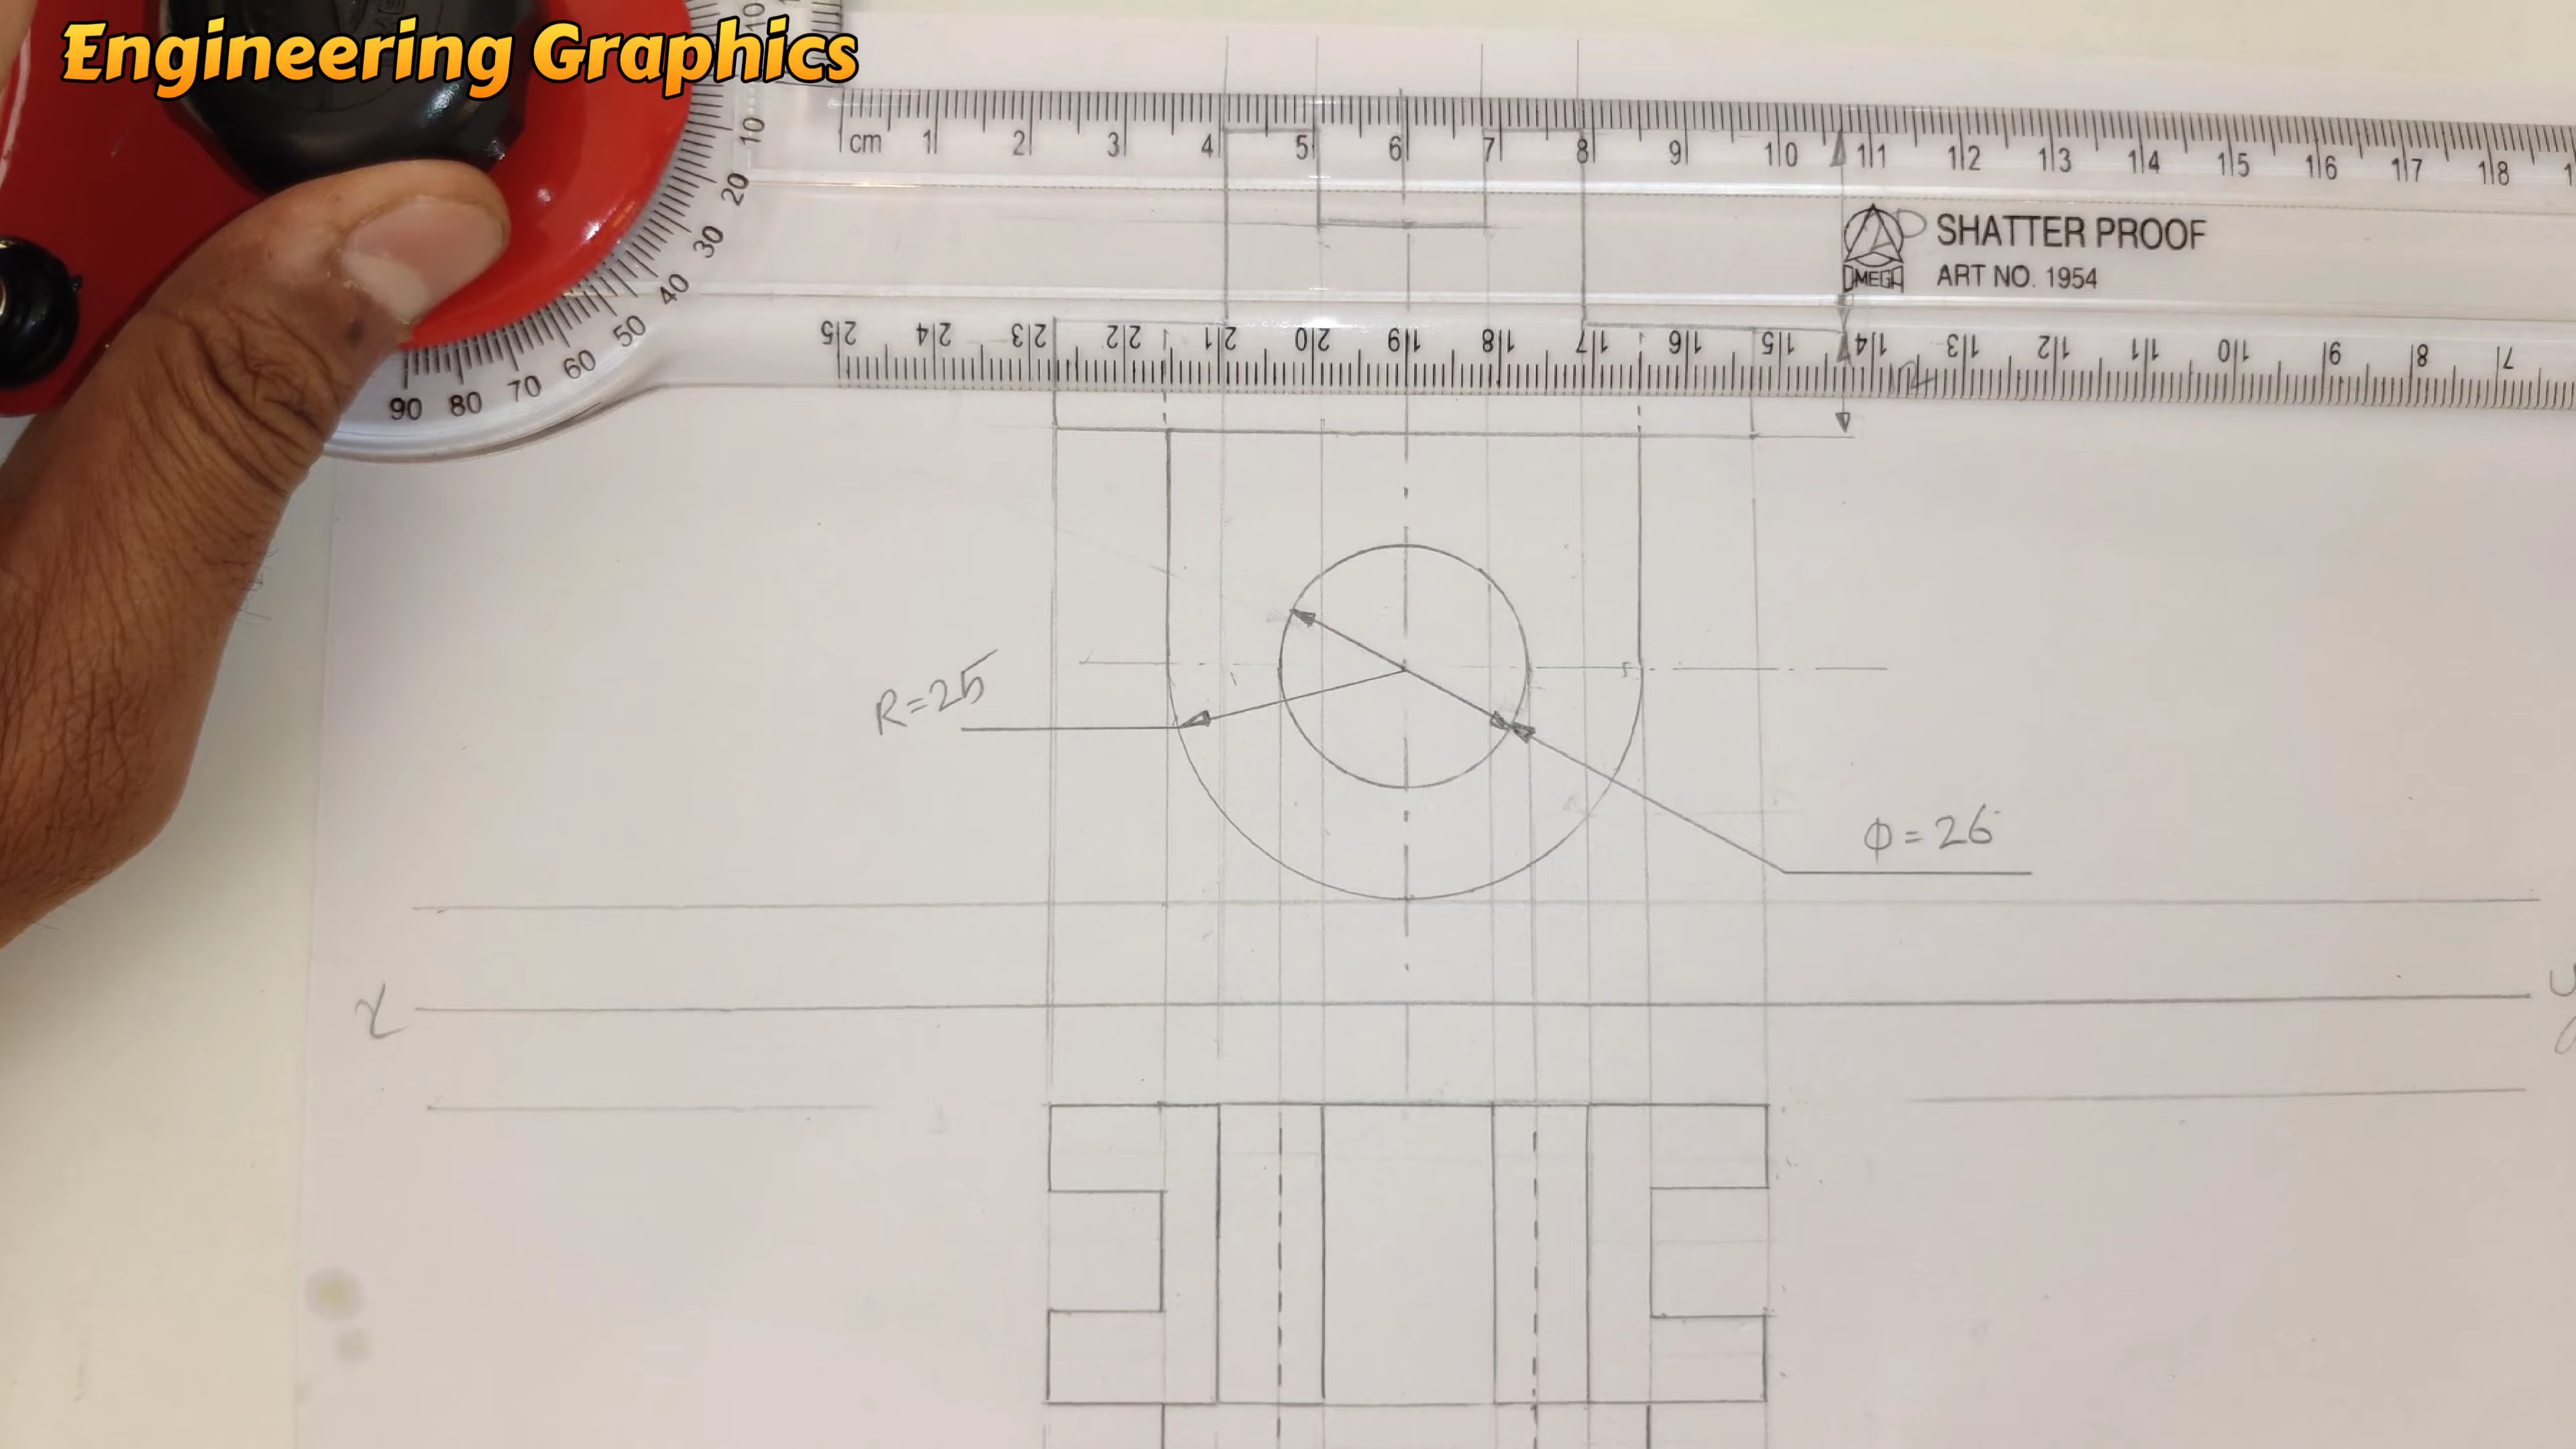 Engineering Graphics
10
10 20 30 40 50 60 70 80 90
cm 1 2 3 4 5 6 7 8 9 10 11 12 13 14 15 16 17 18
SHATTER PROOF
OMEGA
ART NO. 1954
25 24 23 22 21 20 19 18 17 16 15 14 13 12 11 10 9 8 7
R=25
Φ=26
X
y